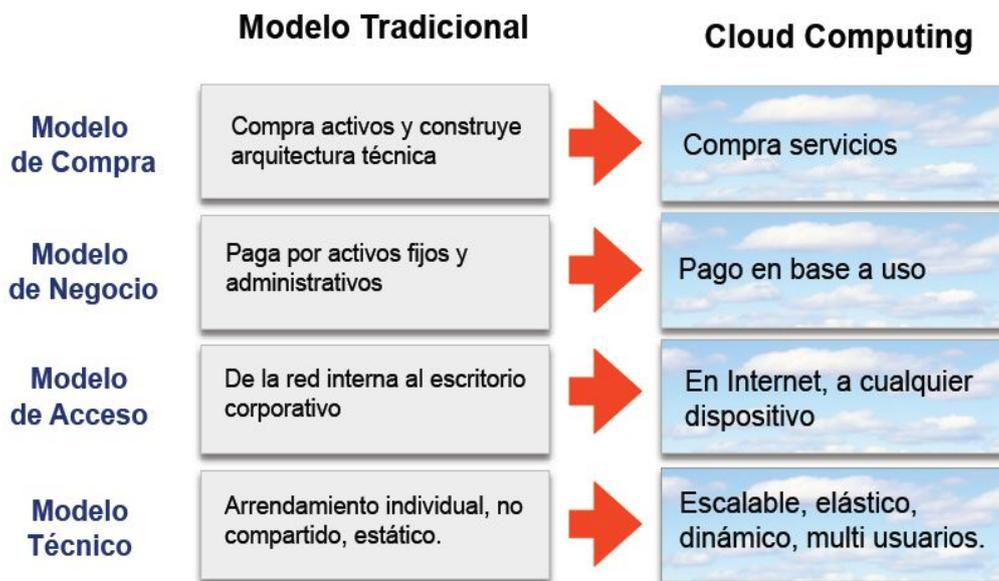 Modelo Tradicional
Cloud Computing
Modelo
de Compra
Compra activos y construye
arquitectura técnica
Compra servicios
Modelo
de Negocio
Paga por activos fijos y
administrativos
Pago en base a uso
Modelo
de Acceso
De la red interna al escritorio
corporativo
En Internet, a cualquier
dispositivo
Modelo
Técnico
Arrendamiento individual, no
compartido, estático.
Escalable, elástico,
dinámico, multi usuarios.